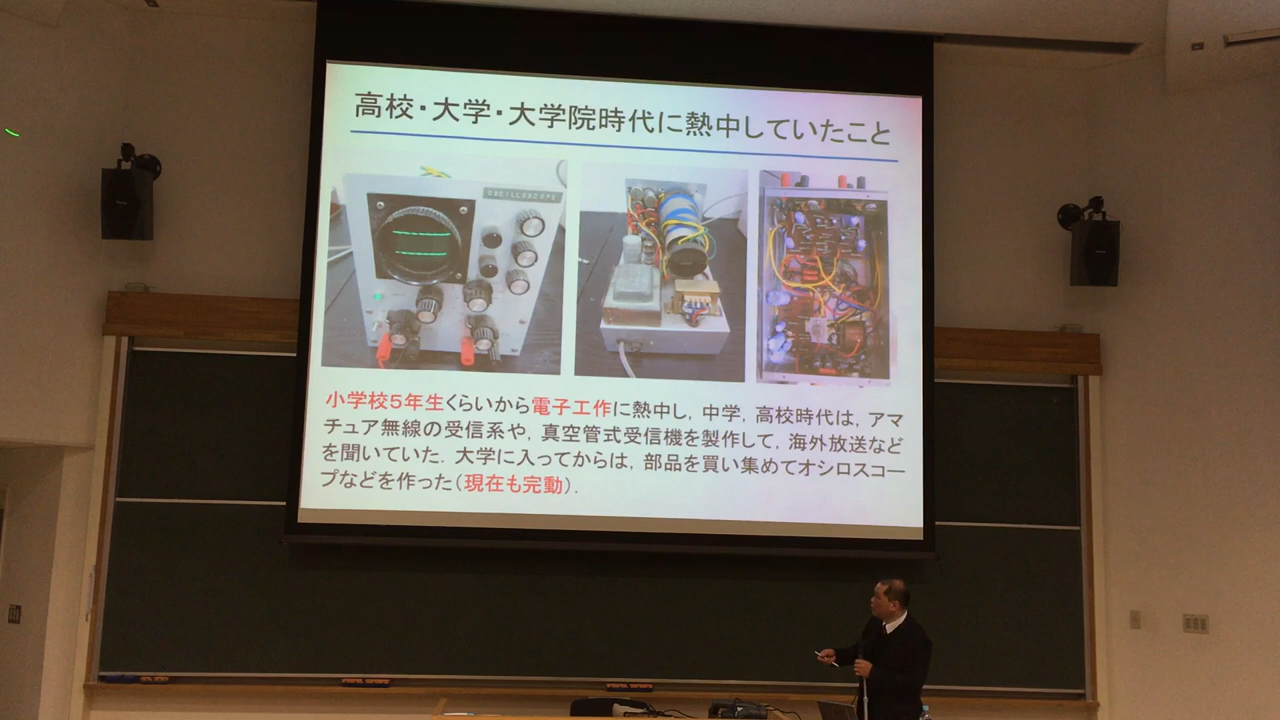 高校・大学・大学院時代に熱中していたこと
OSCILLOSCOPE
小学校５年生くらいから電子工作に熱中し，中学，高校時代は，アマ
チュア無線の受信系や，真空管式受信機を製作して，海外放送など
を聞いていた．大学に入ってからは，部品を買い集めてオシロスコー
プなどを作った（現在も完動）．